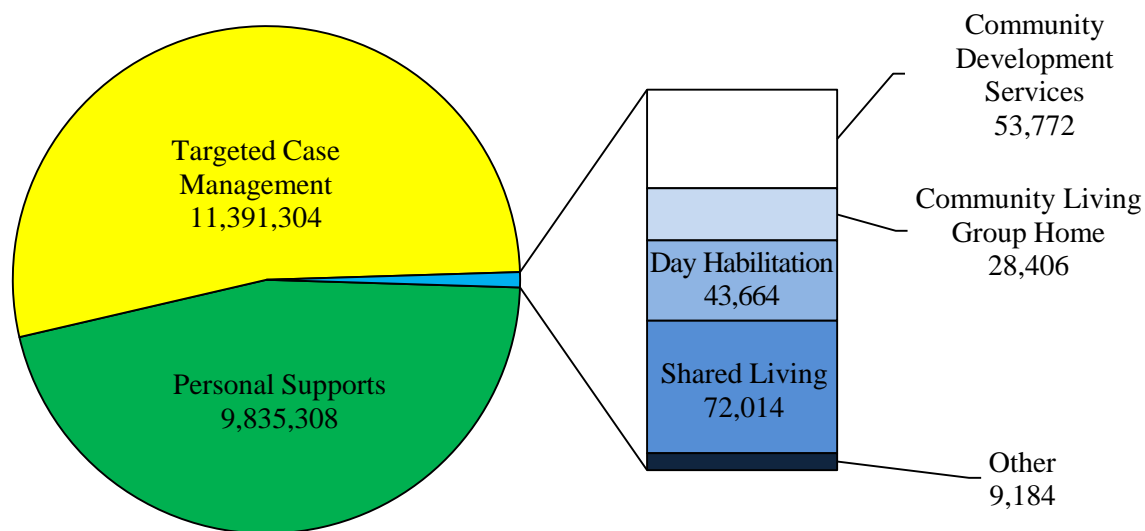 Targeted Case
Management
11,391,304
Personal Supports
9,835,308
Community
Development
Services
53,772
Community Living
Group Home
28,406
Day Habilitation
43,664
Shared Living
72,014
Other
9,184